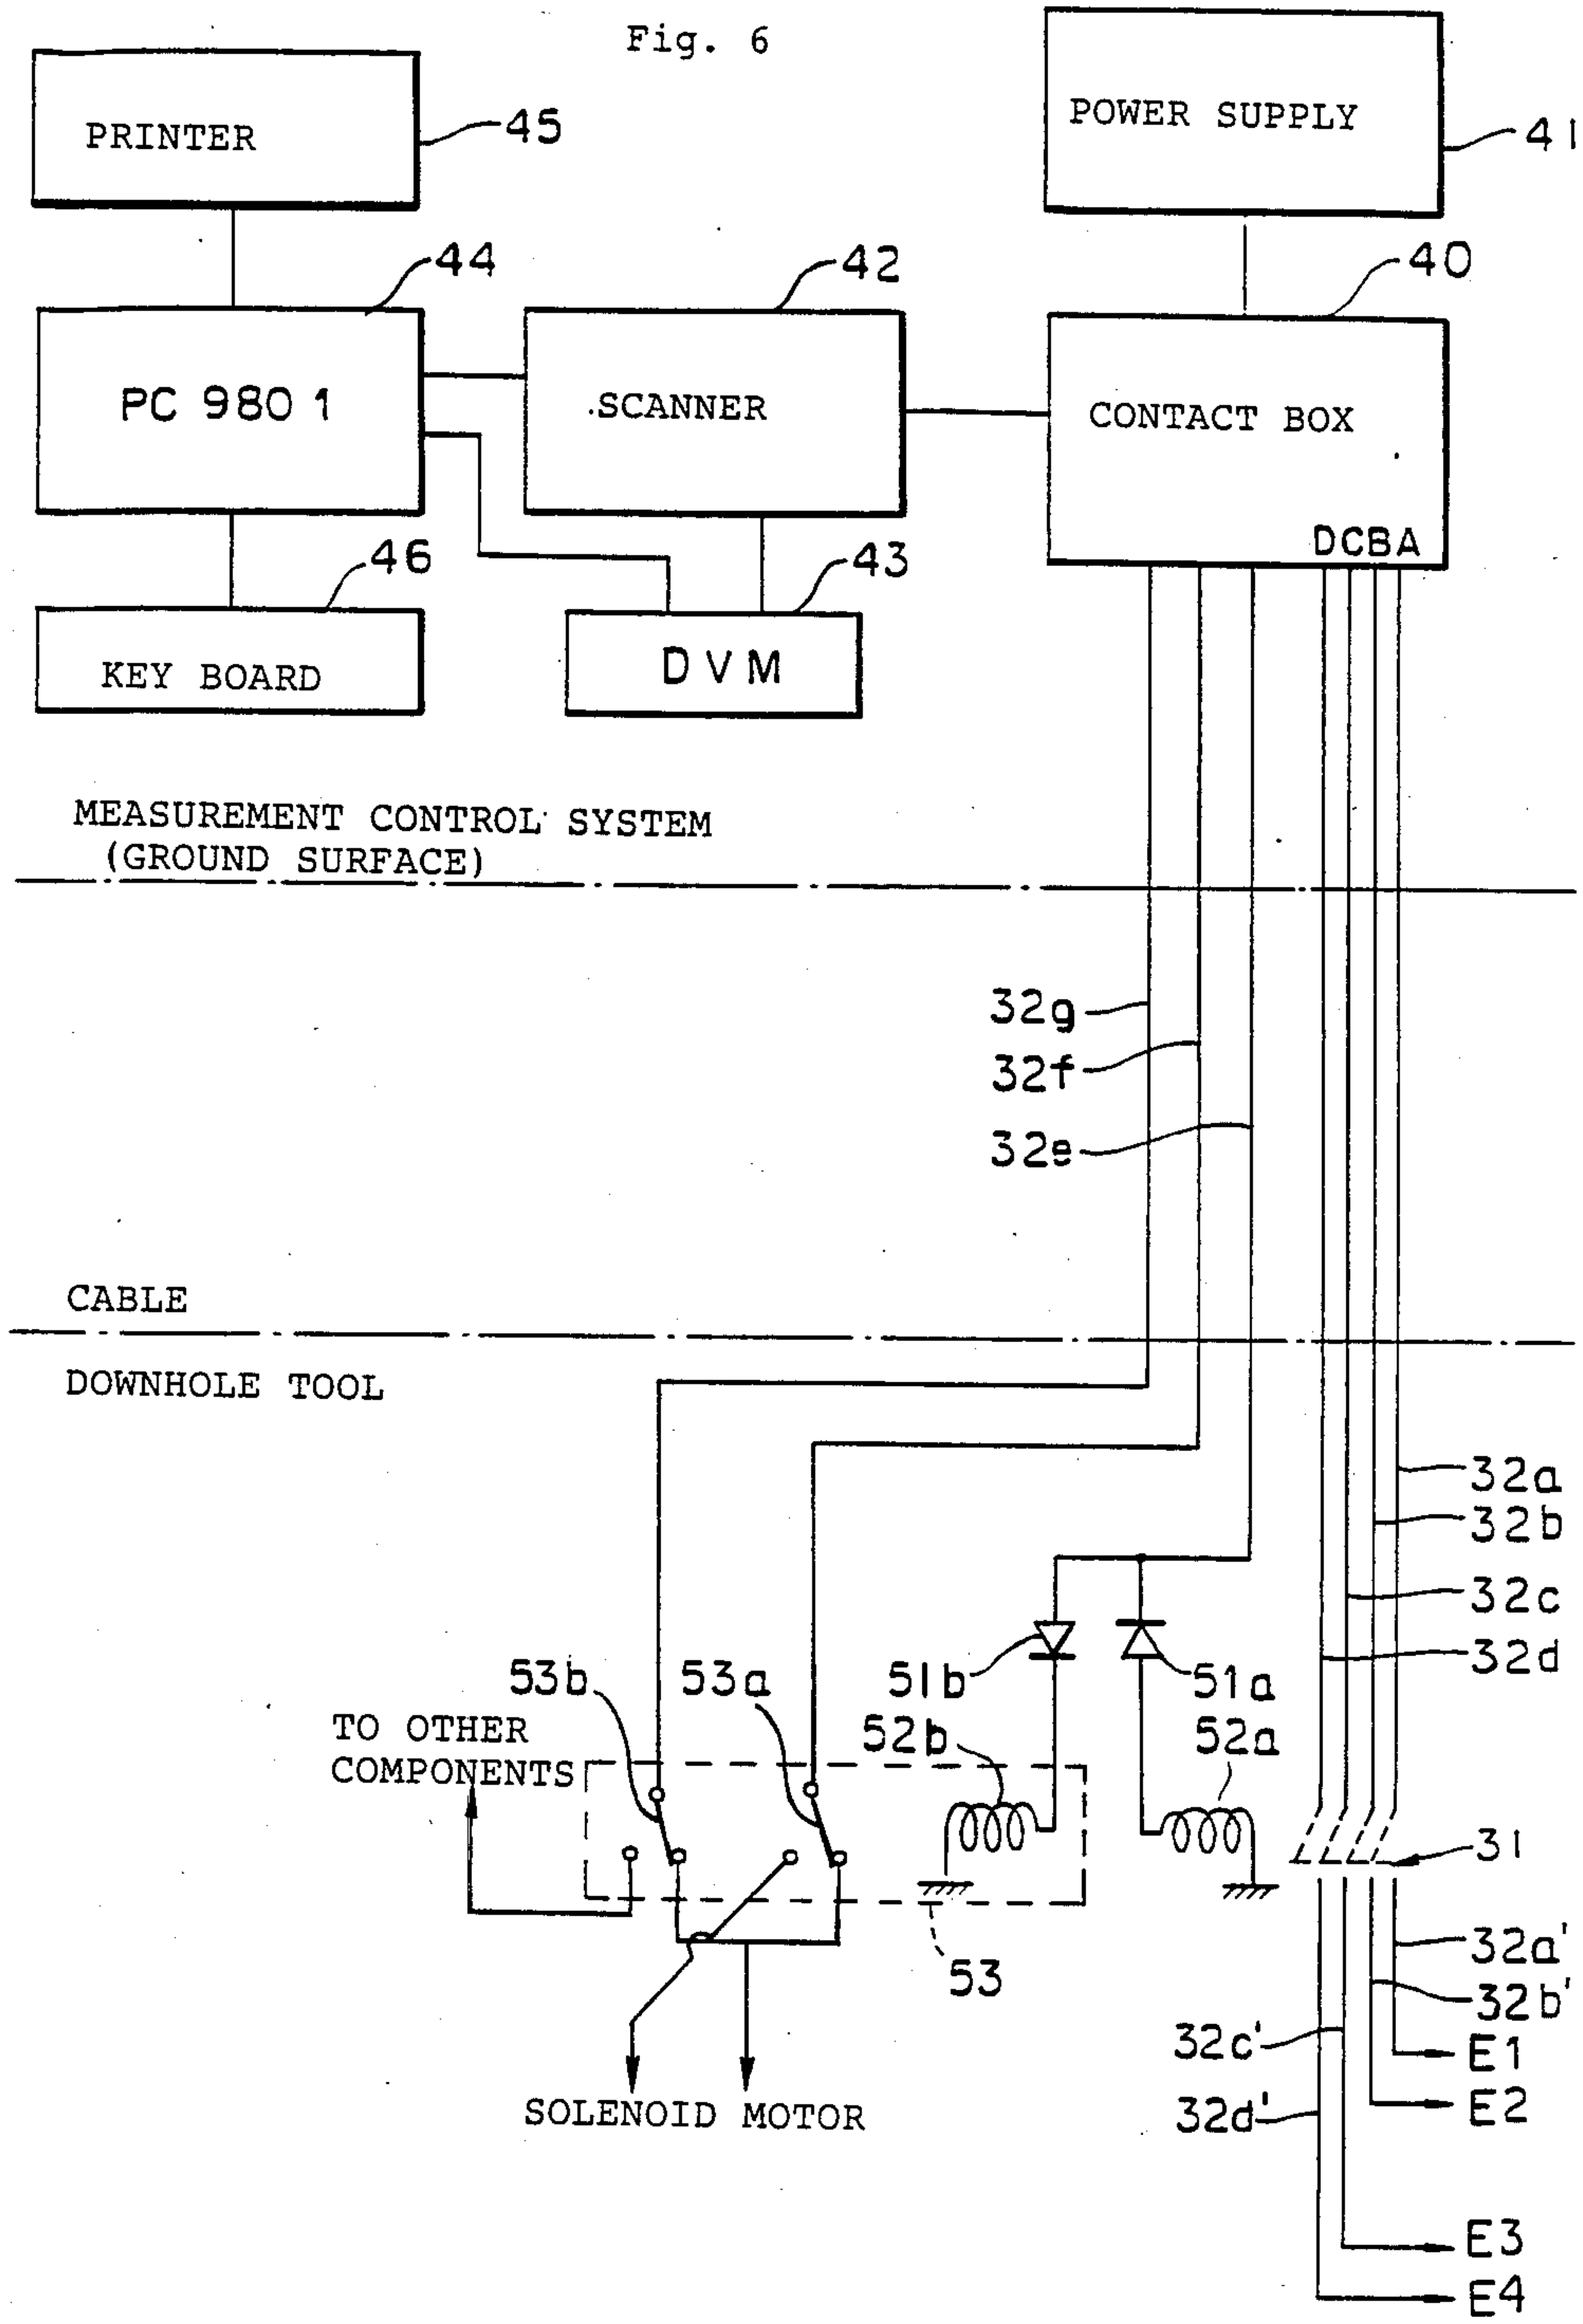 Fig. 6
PRINTER
45
POWER SUPPLY
41
44
42
40
PC 9801
SCANNER
CONTACT BOX
DCBA
46
43
KEY BOARD
DVM
MEASUREMENT CONTROL SYSTEM
(GROUND SURFACE)
32g
32f
32e
CABLE
DOWNHOLE TOOL
32a
32b
32c
32d
53b
53a
51b
51a
TO OTHER
COMPONENTS
52b
52a
31
53
32a'
32b'
32c'
E1
32d'
E2
SOLENOID MOTOR
E3
E4